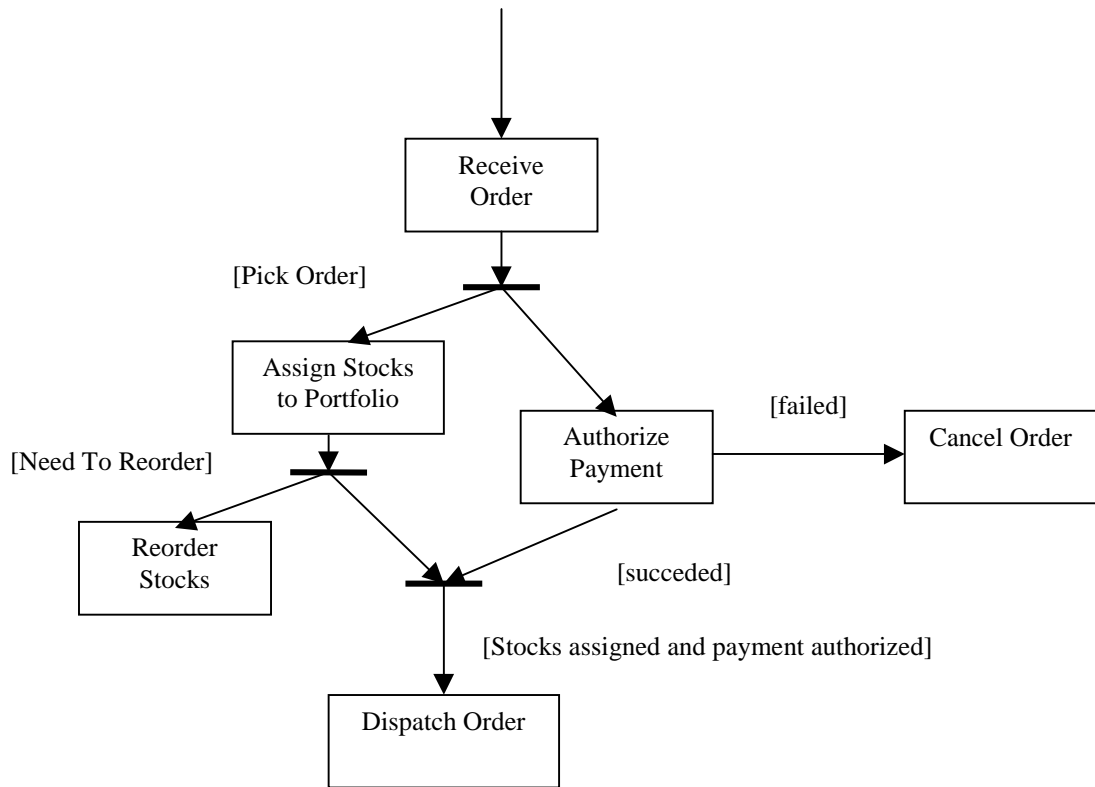 Receive
Order
[Pick Order]
Assign Stocks
to Portfolio
[failed]
Authorize
Payment
Cancel Order
[Need To Reorder]
Reorder
Stocks
[succeded]
[Stocks assigned and payment authorized]
Dispatch Order